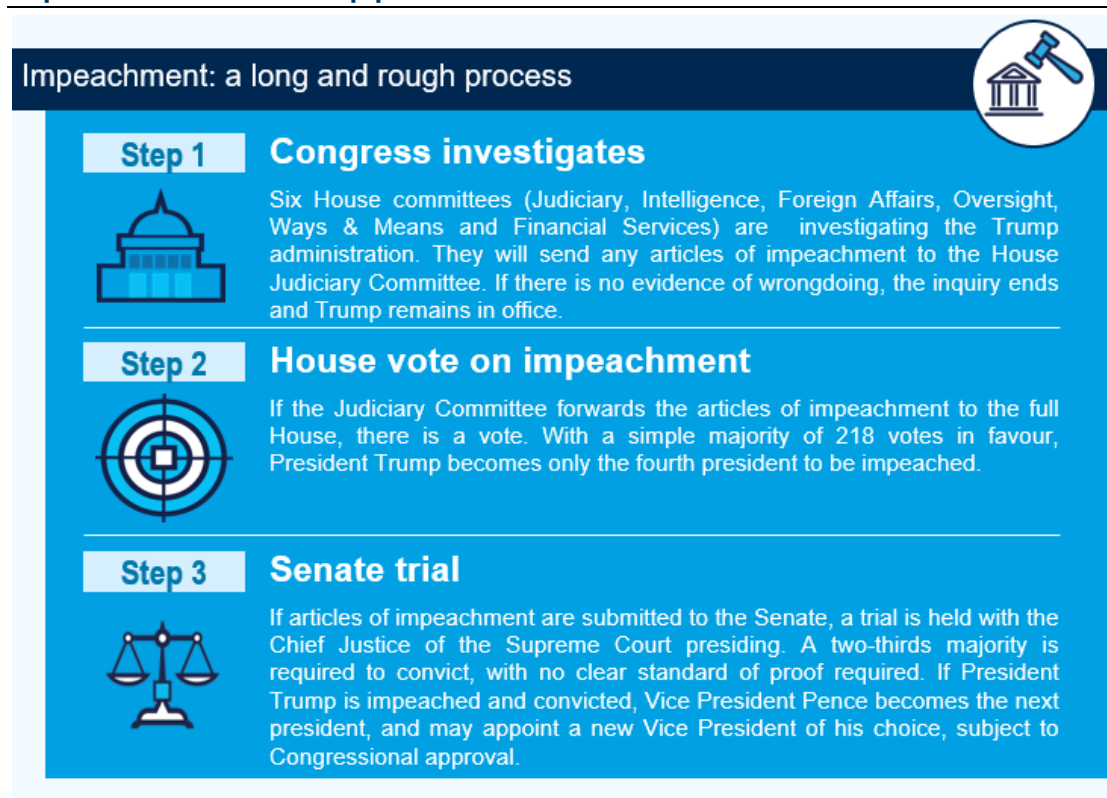 Impeachment: a long and rough process
Step 1
Congress investigates
Six House committees (Judiciary, Intelligence, Foreign Affairs, Oversight,
Ways & Means and Financial Services) are investigating the Trump
administration. They will send any articles of impeachment to the House
Judiciary Committee. If there is no evidence of wrongdoing, the inquiry ends
and Trump remains in office.
Step 2
House vote on impeachment
If the Judiciary Committee forwards the articles of impeachment to the full
House, there is a vote. With a simple majority of 218 votes in favour,
President Trump becomes only the fourth president to be impeached.
Step 3
Senate trial
If articles of impeachment are submitted to the Senate, a trial is held with the
Chief Justice of the Supreme Court presiding. A two-thirds majority is
required to convict, with no clear standard of proof required. If President
Trump is impeached and convicted, Vice President Pence becomes the next
president, and may appoint a new Vice President of his choice, subject to
Congressional approval.